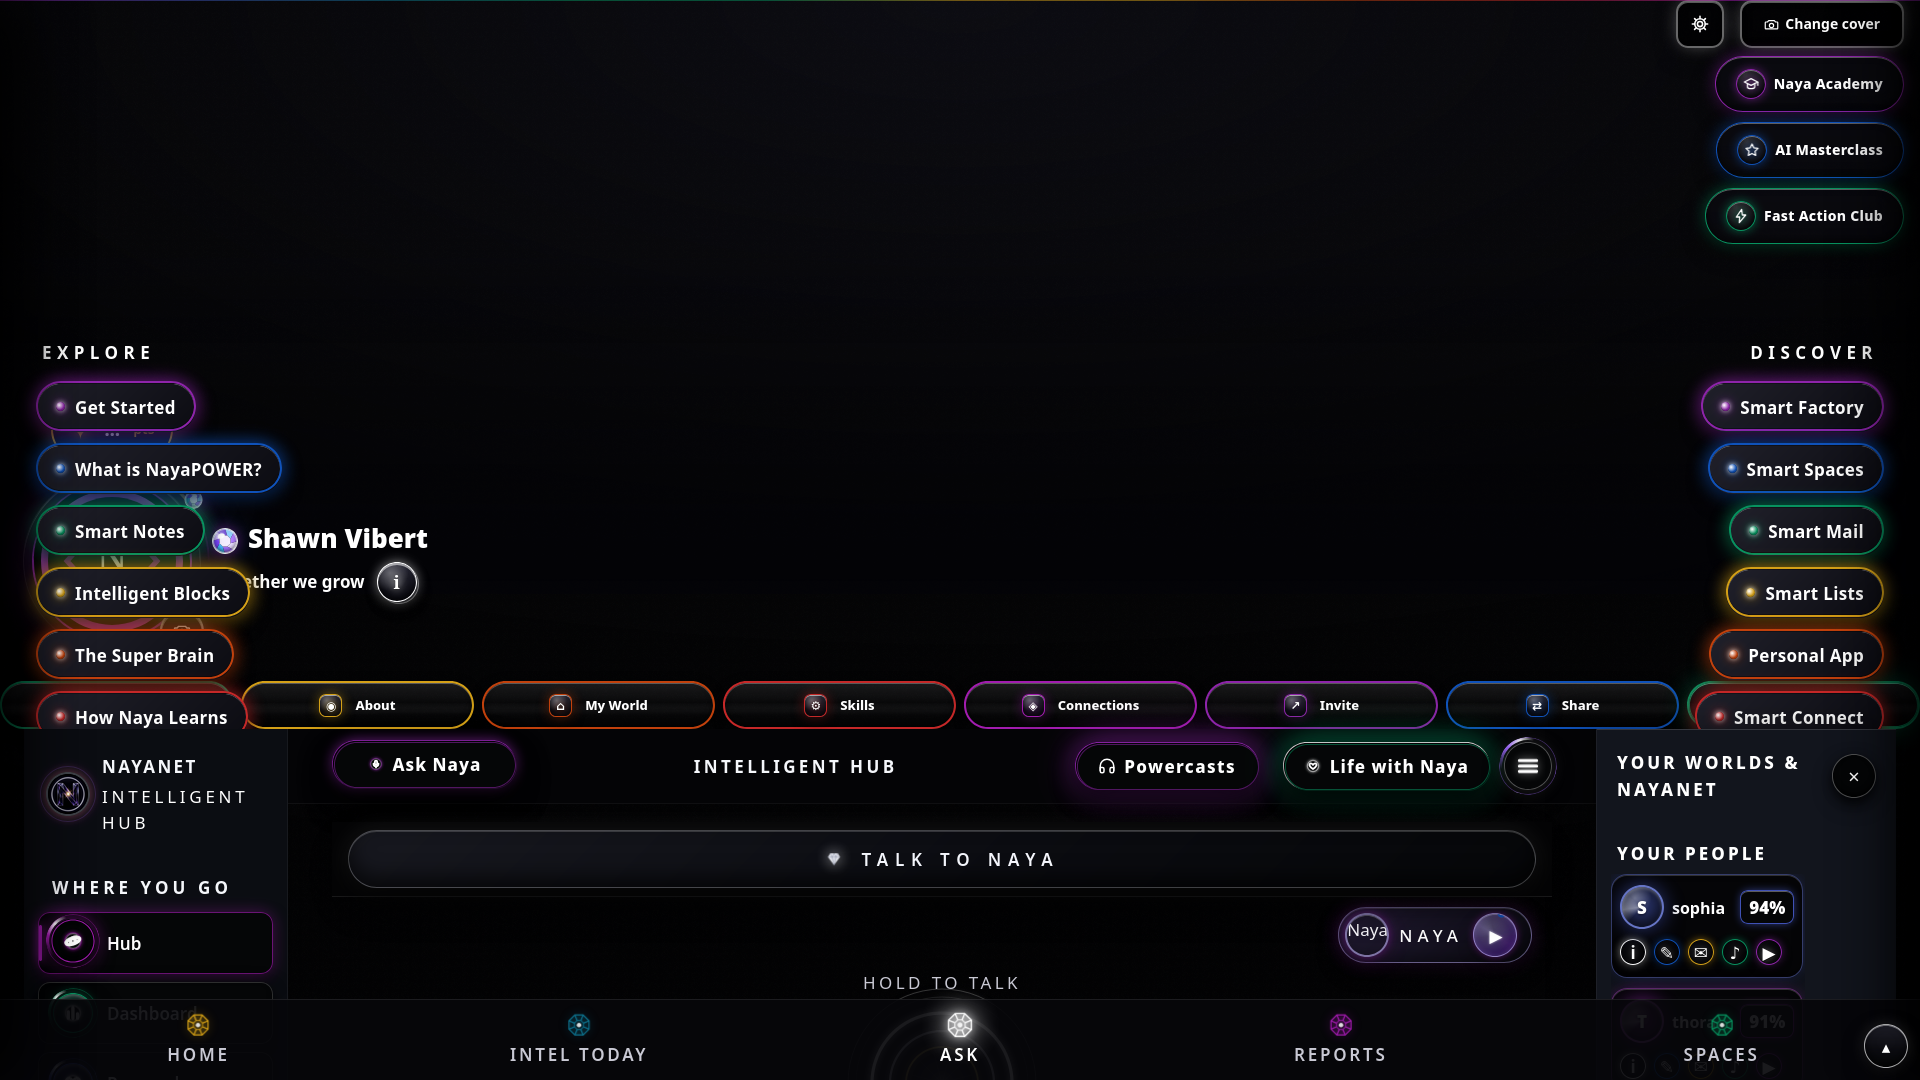 Change cover
Naya Academy
AI Masterclass
Fast Action Club
EXPLORE
DISCOVER
Get Started
What is NayaPOWER?
Smart Notes
Intelligent Blocks
The Super Brain
How Naya Learns
Shawn Vibert
ether we grow
i
Smart Factory
Smart Spaces
Smart Mail
Smart Lists
Personal App
Smart Connect
About
My World
Skills
Connections
Invite
Share
NAYANET
INTELLIGENT
HUB
WHERE YOU GO
Hub
Dashboard
Ask Naya
INTELLIGENT HUB
Powercasts
Life with Naya
TALK TO NAYA
Naya
NAYA
HOLD TO TALK
YOUR WORLDS &
NAYANET
×
YOUR PEOPLE
S
sophia
94%
i
T
thor
91%
HOME
INTEL TODAY
ASK
REPORTS
SPACES